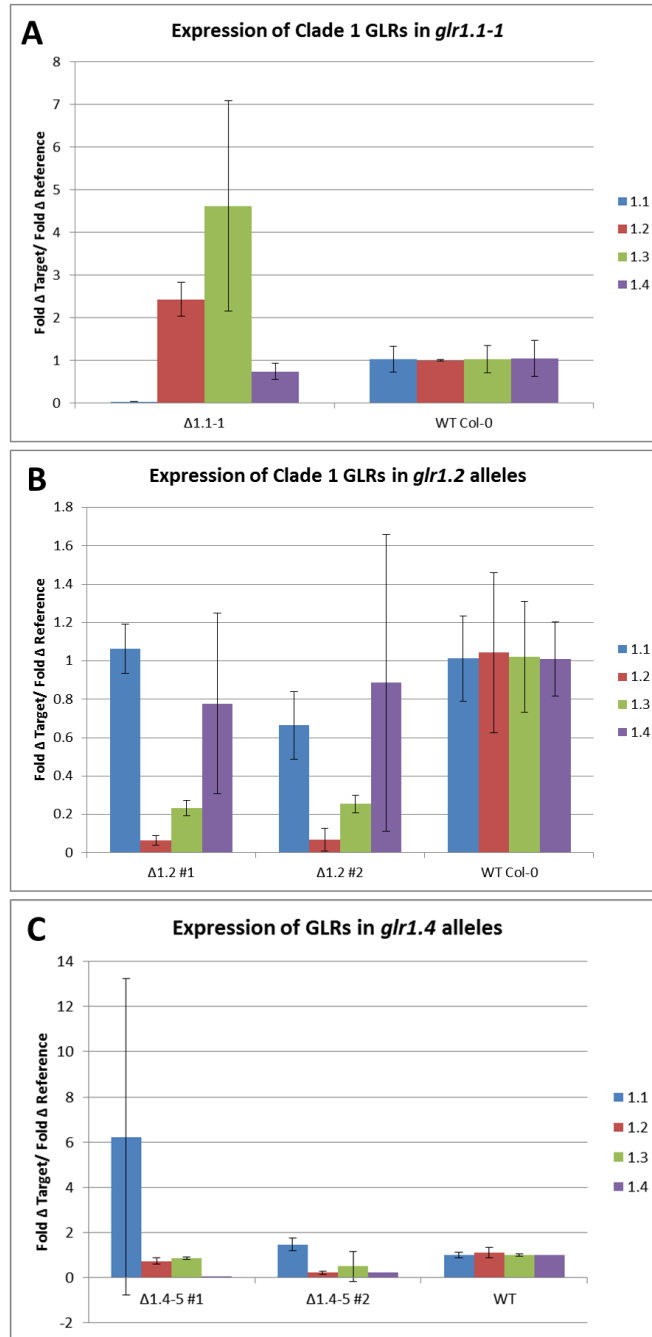 A
Expression of Clade 1 GLRs in glr1.1-1
Fold Δ Target/ Fold Δ Reference
8
7
6
5
4
3
2
1
0
Δ1.1-1
WT Col-0
1.1
1.2
1.3
1.4
B
Expression of Clade 1 GLRs in glr1.2 alleles
Fold Δ Target/ Fold Δ Reference
1.8
1.6
1.4
1.2
1
0.8
0.6
0.4
0.2
0
Δ1.2 #1
Δ1.2 #2
WT Col-0
1.1
1.2
1.3
1.4
C
Expression of GLRs in glr1.4 alleles
Fold Δ Target/ Fold Δ Reference
14
12
10
8
6
4
2
0
-2
Δ1.4-5 #1
Δ1.4-5 #2
WT
1.1
1.2
1.3
1.4